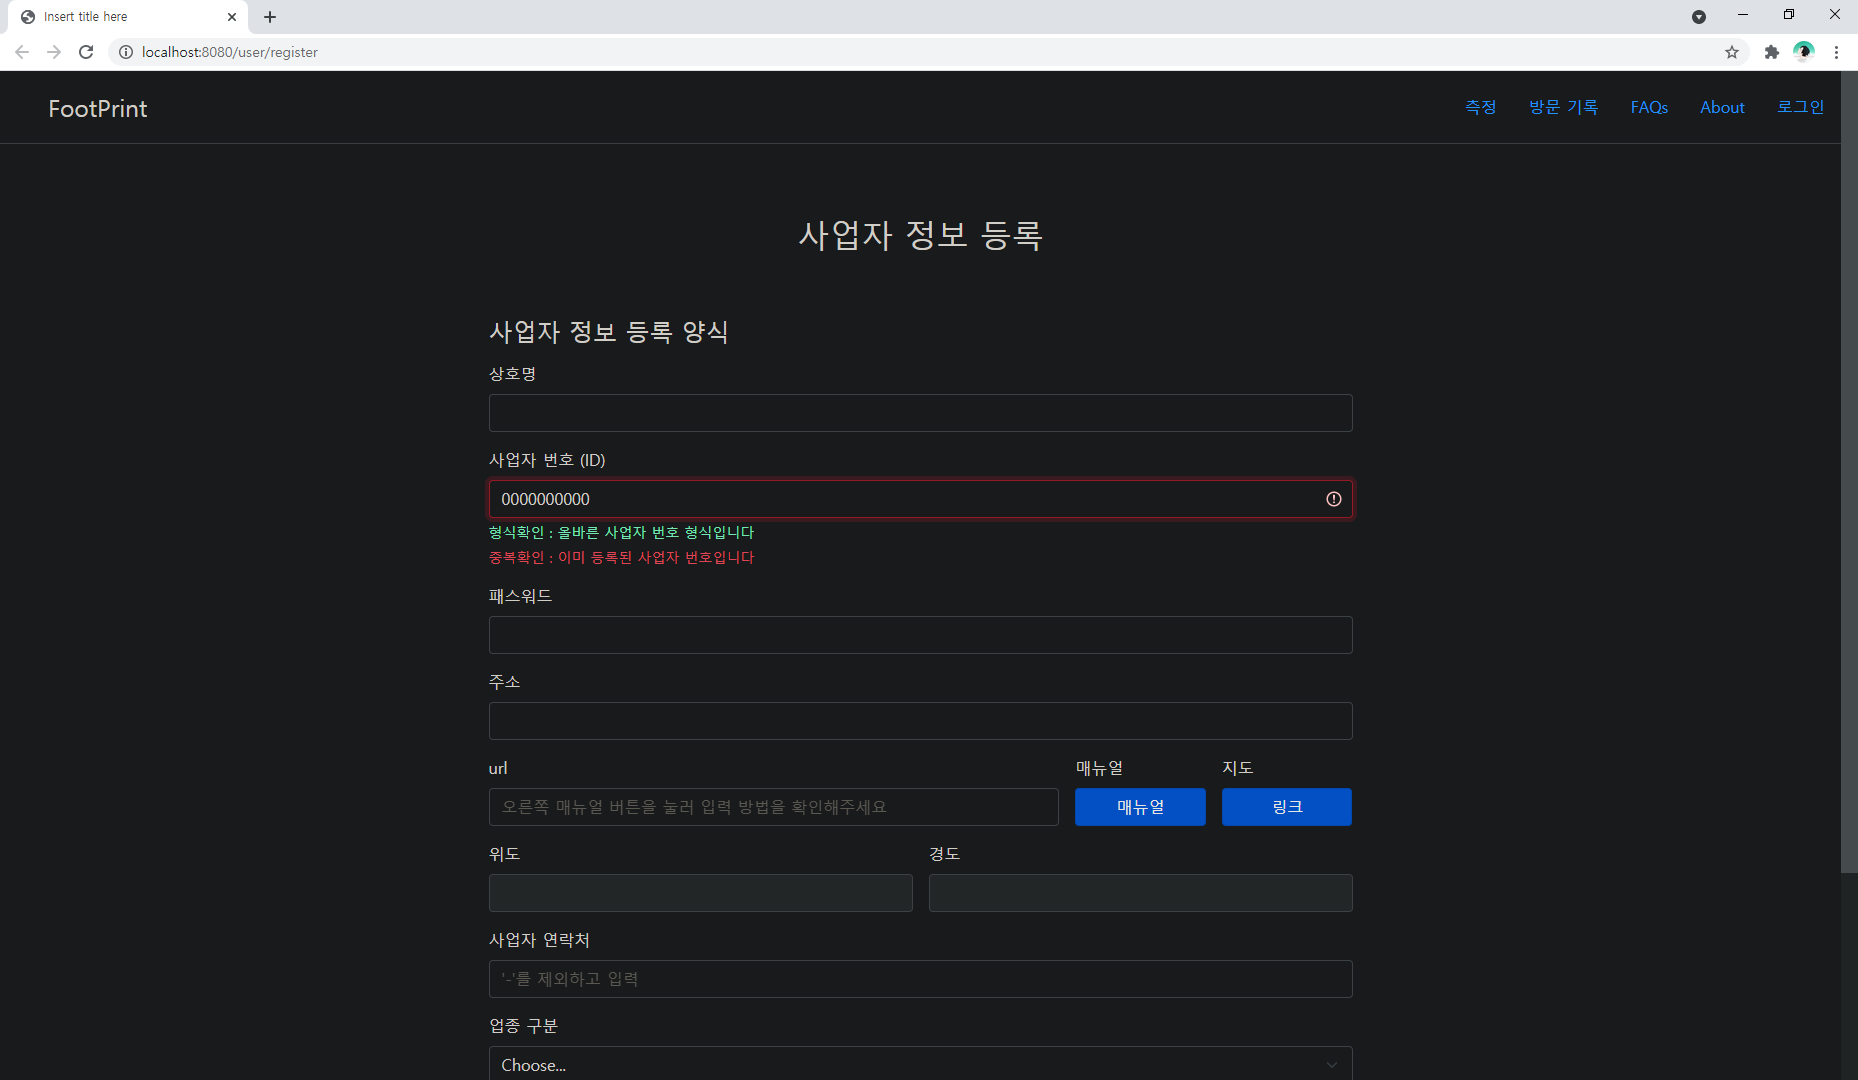 Insert title here
localhost:8080/user/register
FootPrint
측정 방문 기록 FAQs About 로그인
사업자 정보 등록
사업자 정보 등록 양식
상호명
사업자 번호 (ID)
0000000000
형식확인 : 올바른 사업자 번호 형식입니다
중복확인 : 이미 등록된 사업자 번호입니다
패스워드
주소
url 매뉴얼 지도
오른쪽 매뉴얼 버튼을 눌러 입력 방법을 확인해주세요 매뉴얼 링크
위도 경도
사업자 연락처
'-'를 제외하고 입력
업종 구분
Choose...